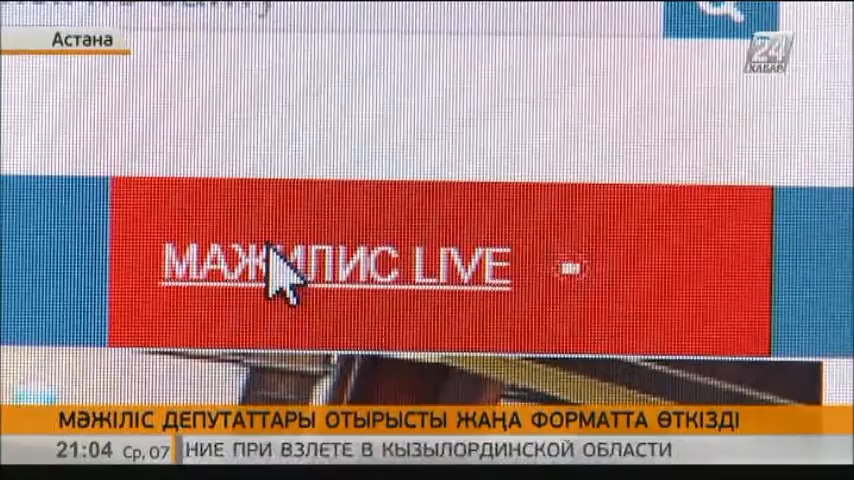 Астана
24
ХАБАР
МАЖИЛИС LIVE
МӘЖІЛІС ДЕПУТАТТАРЫ ОТЫРЫСТЫ ЖАҢА ФОРМАТТА ӨТКІЗДІ
21:04 Ср, 07 НИЕ ПРИ ВЗЛЕТЕ В КЫЗЫЛОРДИНСКОЙ ОБЛАСТИ